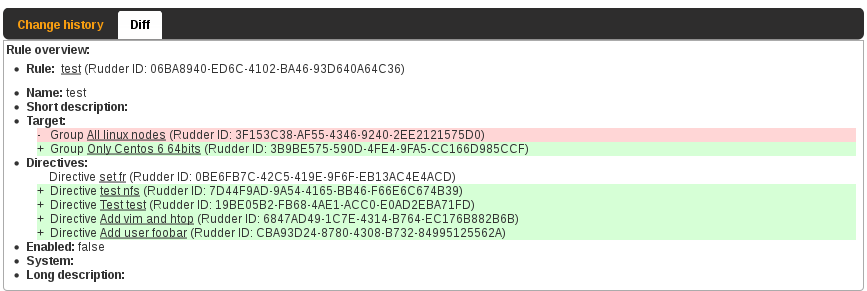 Change history Diff
Rule overview:
• Rule: test (Rudder ID: 06BA8940-ED6C-4102-BA46-93D640A64C36)
• Name: test
• Short description:
• Target:
- Group All linux nodes (Rudder ID: 3F153C38-AF55-4346-9240-2EE2121575D0)
+ Group Only Centos 6 64bits (Rudder ID: 3B9BE575-590D-4FE4-9FA5-CC166D985CCF)
• Directives:
Directive set fr (Rudder ID: 0BE6FB7C-42C5-419E-9F6F-EB13AC4E4ACD)
+ Directive test nfs (Rudder ID: 7D44F9AD-9A54-4165-BB46-F66E6C674B39)
+ Directive Test test (Rudder ID: 19BE05B2-FB68-4AE1-ACC0-E0AD2EBA71FD)
+ Directive Add vim and htop (Rudder ID: 6847AD49-1C7E-4314-B764-EC176B882B6B)
+ Directive Add user foobar (Rudder ID: CBA93D24-8780-4308-B732-84995125562A)
• Enabled: false
• System:
• Long description: